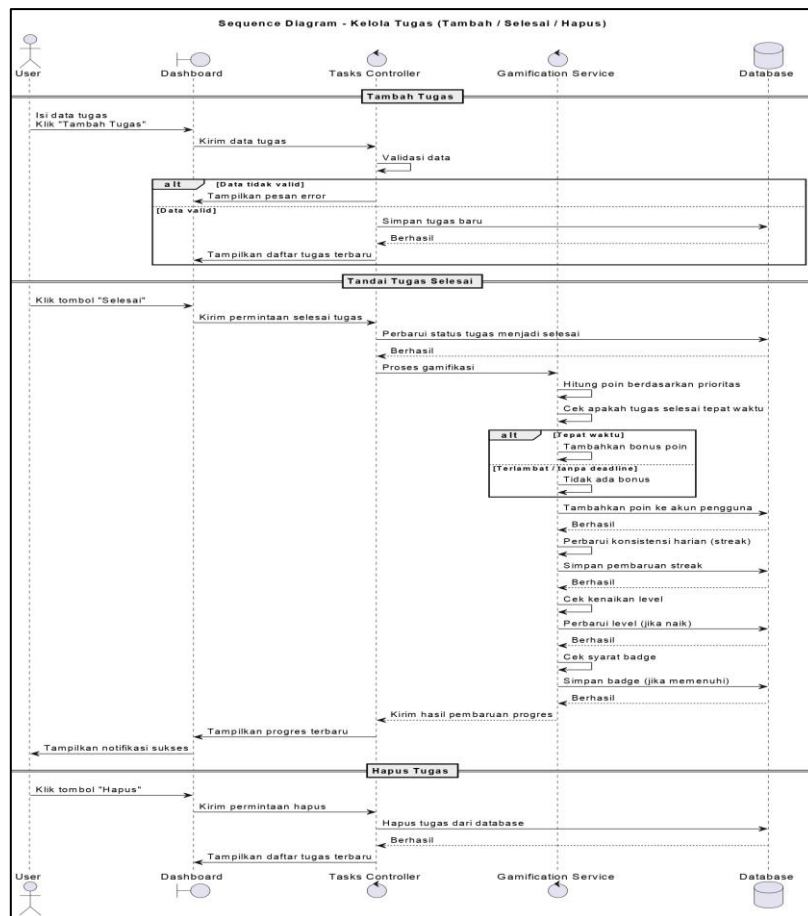 Sequence Diagram - Kelola Tugas (Tambah / Selesai / Hapus)
User
Dashboard
Tasks Controller
Gamification Service
Database
Tambah Tugas
Isi data tugas
Klik "Tambah Tugas"
Kirim data tugas
Validasi data
alt
[Data tidak valid]
Tampilkan pesan error
[Data valid]
Simpan tugas baru
Berhasil
Tampilkan daftar tugas terbaru
Tandai Tugas Selesai
Klik tombol "Selesai"
Kirim permintaan selesai tugas
Perbarui status tugas menjadi selesai
Berhasil
Proses gamifikasi
Hitung poin berdasarkan prioritas
Cek apakah tugas selesai tepat waktu
alt
[Tepat waktu]
Tambahkan bonus poin
[Terlambat / tanpa deadline]
Tidak ada bonus
Tambahkan poin ke akun pengguna
Berhasil
Perbarui konsistensi harian (streak)
Simpan pembaruan streak
Berhasil
Cek kenaikan level
Perbarui level (jika naik)
Berhasil
Cek syarat badge
Simpan badge (jika memenuhi)
Berhasil
Kirim hasil pembaruan progres
Tampilkan progres terbaru
Tampilkan notifikasi sukses
Hapus Tugas
Klik tombol "Hapus"
Kirim permintaan hapus
Hapus tugas dari database
Berhasil
Tampilkan daftar tugas terbaru
User
Dashboard
Tasks Controller
Gamification Service
Database